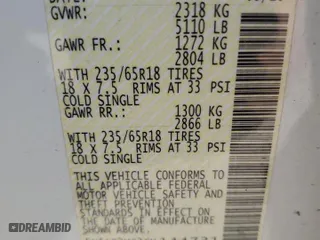 GVWR: 2318 KG
5110 LB
GAWR FR.: 1272 KG
2804 LB
WITH 235/65R18 TIRES
18 x 7.5 RIMS AT 33 PSI
COLD SINGLE
GAWR RR.: 1300 KG
2866 LB
WITH 235/65R18 TIRES
18 x 7.5 RIMS AT 33 PSI
COLD SINGLE
THIS VEHICLE CONFORMS TO ALL
APPLICABLE FEDERAL
MOTOR VEHICLE SAFETY AND
THEFT PREVENTION
STANDARDS IN EFFECT ON
THE DATE OF MANUFACTURE
SHOWN ABOVE.
© DREAMBID
dreambid.com